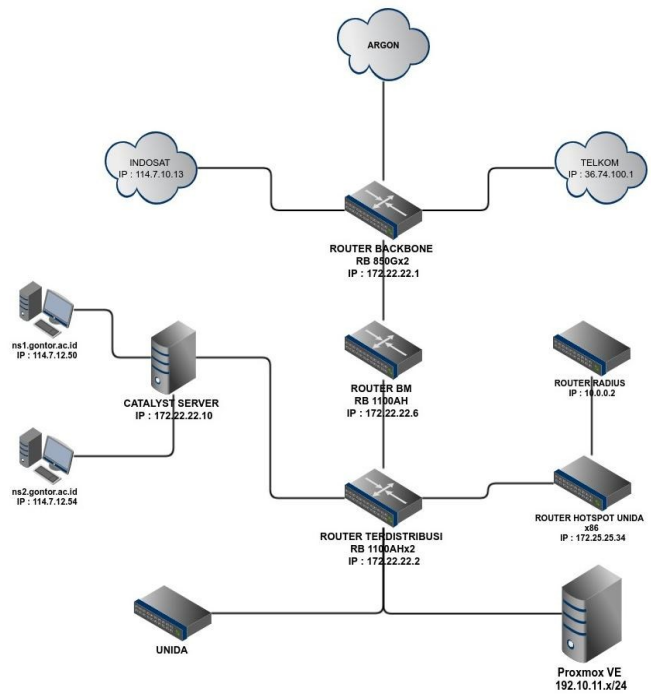 ARGON
INDOSAT
IP : 114.7.10.13
TELKOM
IP : 36.74.100.1
ROUTER BACKBONE
RB 850Gx2
IP : 172.22.22.1
ns1.gontor.ac.id
IP : 114.7.12.50
CATALYST SERVER
IP : 172.22.22.10
ROUTER BM
RB 1100AH
IP : 172.22.22.6
ROUTER RADIUS
IP : 10.0.0.2
ns2.gontor.ac.id
IP : 114.7.12.54
ROUTER TERDISTRIBUSI
RB 1100AHx2
IP : 172.22.22.2
ROUTER HOTSPOT UNIDA
x86
IP : 172.25.25.34
UNIDA
Proxmox VE
192.10.11.x/24